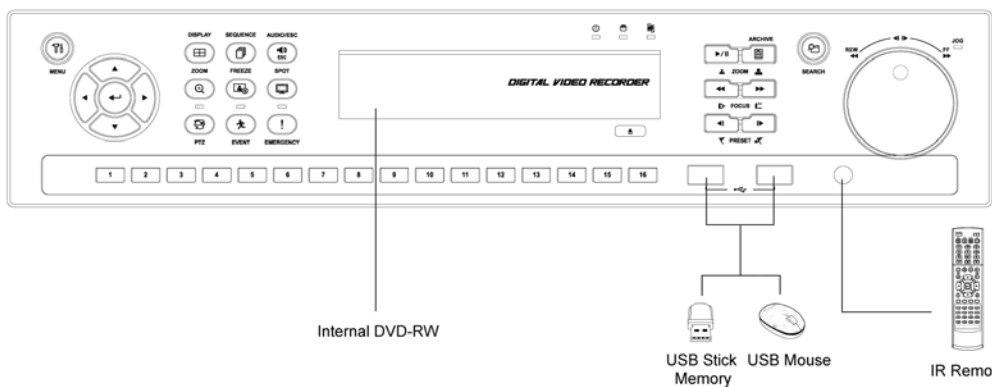 DISPLAY SEQUENCE AUDIO/ESC
ESC
ARCHIVE
JOG
REW FF
MENU
ZOOM FREEZE SPOT
ZOOM
SEARCH
DIGITAL VIDEO RECORDER
FOCUS
PTZ EVENT EMERGENCY
PRESET
1 2 3 4 5 6 7 8 9 10 11 12 13 14 15 16
Internal DVD-RW
USB Stick
Memory
USB Mouse
IR Remo